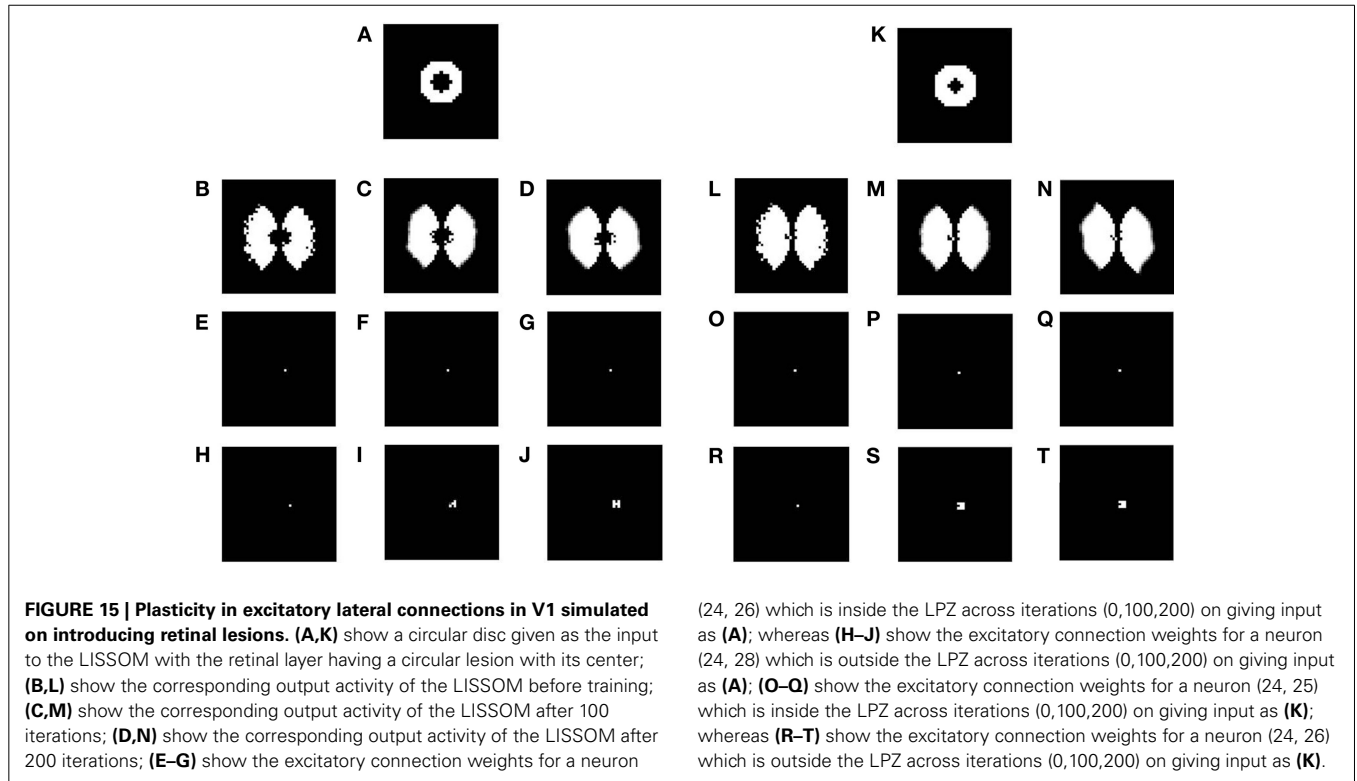 A
K
B
C
D
L
M
N
E
F
G
O
P
Q
H
I
J
R
S
T
FIGURE 15 | Plasticity in excitatory lateral connections in V1 simulated
on introducing retinal lesions. (A,K) show a circular disc given as the input
to the LISSOM with the retinal layer having a circular lesion with its center;
(B,L) show the corresponding output activity of the LISSOM before training;
(C,M) show the corresponding output activity of the LISSOM after 100
iterations; (D,N) show the corresponding output activity of the LISSOM after
200 iterations; (E–G) show the excitatory connection weights for a neuron
(24, 26) which is inside the LPZ across iterations (0,100,200) on giving input
as (A); whereas (H–J) show the excitatory connection weights for a neuron
(24, 28) which is outside the LPZ across iterations (0,100,200) on giving input
as (A); (O–Q) show the excitatory connection weights for a neuron (24, 25)
which is inside the LPZ across iterations (0,100,200) on giving input as (K);
whereas (R–T) show the excitatory connection weights for a neuron (24, 26)
which is outside the LPZ across iterations (0,100,200) on giving input as (K).